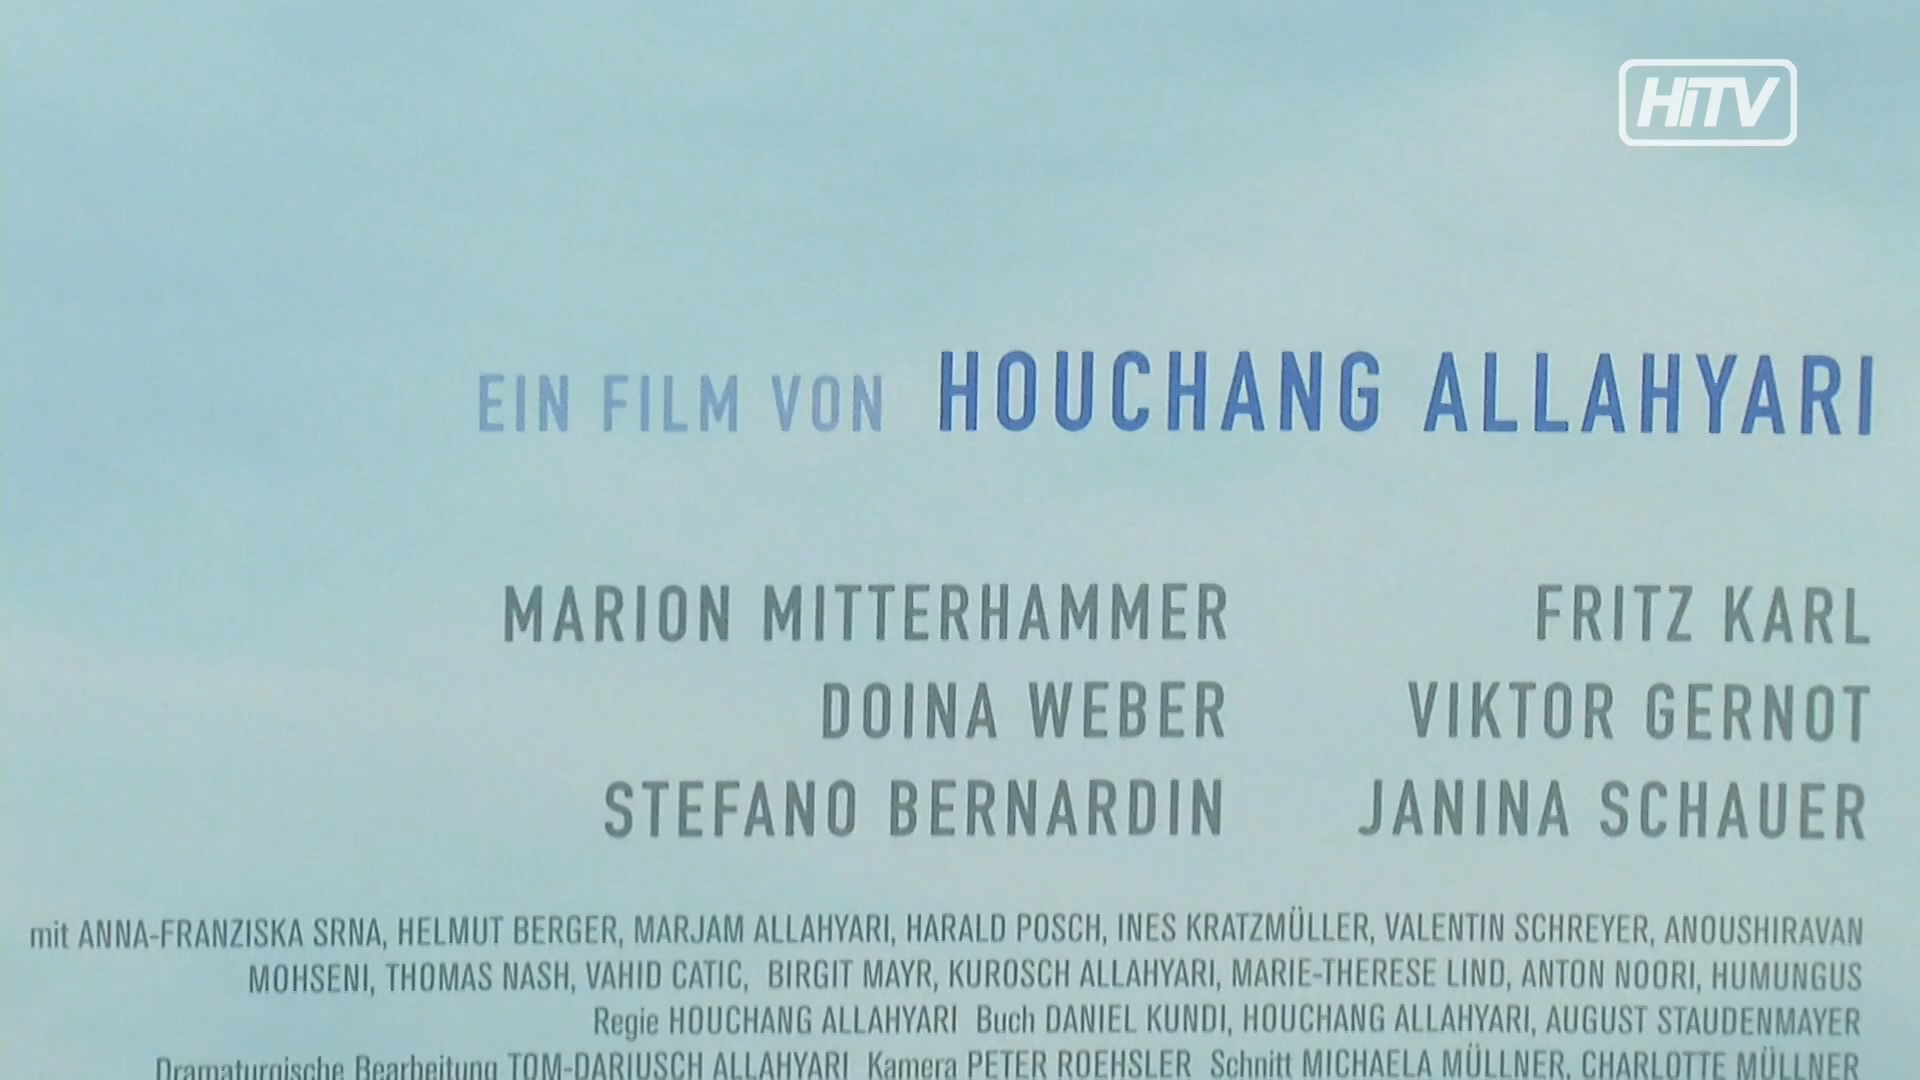 HiTV
EIN FILM VON HOUCHANG ALLAHYARI
MARION MITTERHAMMER FRITZ KARL
DOINA WEBER VIKTOR GERNOT
STEFANO BERNARDIN JANINA SCHAUER
mit ANNA-FRANZISKA SRNA, HELMUT BERGER, MARJAM ALLAHYARI, HARALD POSCH, INES KRATZMÜLLER, VALENTIN SCHREYER, ANOUSHIRAVAN
MOHSENI, THOMAS NASH, VAHID CATIC, BIRGIT MAYR, KUROSCH ALLAHYARI, MARIE-THERESE LIND, ANTON NOORI, HUMUNGUS
Regie HOUCHANG ALLAHYARI Buch DANIEL KUNDI, HOUCHANG ALLAHYARI, AUGUST STAUDENMAYER
Dramaturgische Bearbeitung TOM-DARIUSCH ALLAHYARI Kamera PETER ROEHSLER Schnitt MICHAELA MÜLLNER, CHARLOTTE MÜLLNER